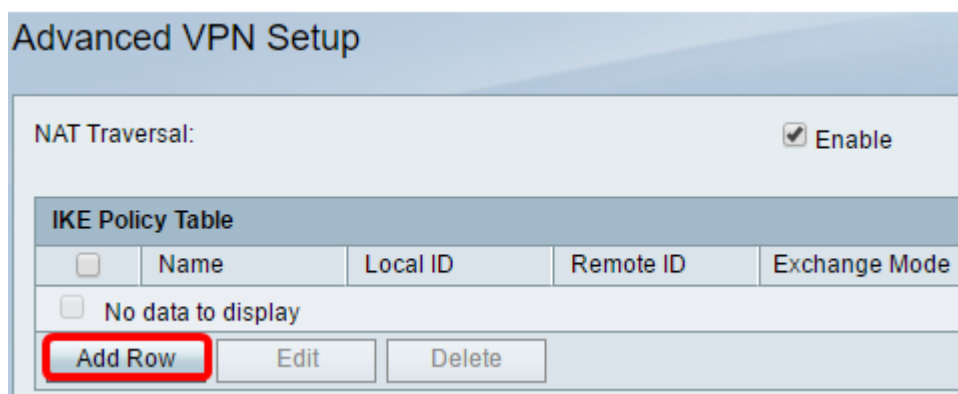 Advanced VPN Setup
NAT Traversal: Enable
IKE Policy Table
Name Local ID Remote ID Exchange Mode
No data to display
Add Row Edit Delete